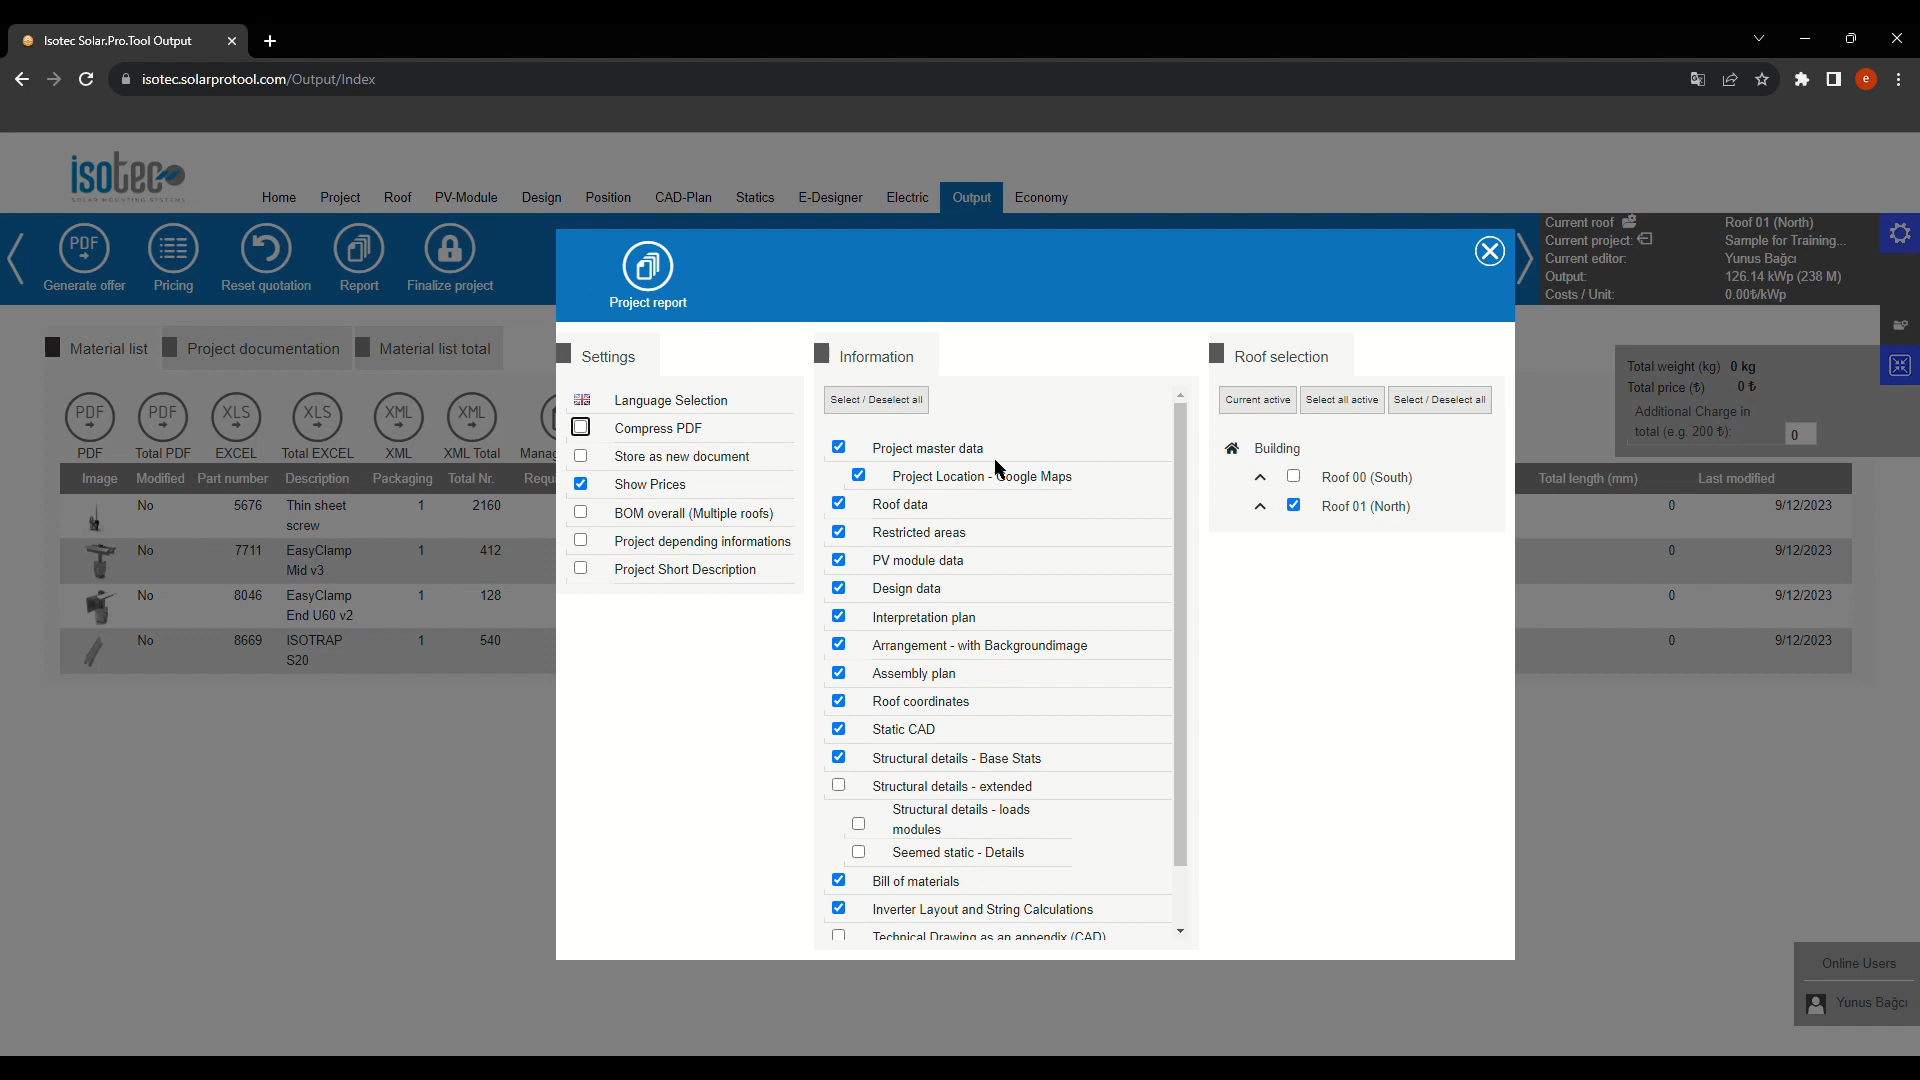 Isotec Solar.Pro.Tool Output
isotec.solarprotool.com/Output/Index
e
isotec
SOLAR MOUNTING SYSTEMS
Home Project Roof PV-Module Design Position CAD-Plan Statics E-Designer Electric Output Economy
PDF
Generate offer Pricing Reset quotation Report Finalize project
Current roof Roof 01 (North)
Current project: Sample for Training...
Current editor: Yunus Bağcı
Output: 126.14 kWp (238 M)
Costs / Unit: 0.00₺/kWp
Project report
Material list Project documentation Material list total
Settings Information Roof selection
Total weight (kg) 0 kg
Total price (₺) 0 ₺
Additional Charge in
total (e.g. 200 ₺): 0
PDF PDF XLS XLS XML XML
PDF Total PDF EXCEL Total EXCEL XML XML Total Manag
Image Modified Part number Description Packaging Total Nr. Requ Total length (mm) Last modified
No 5676 Thin sheet screw 1 2160 0 9/12/2023
No 7711 EasyClamp Mid v3 1 412 0 9/12/2023
No 8046 EasyClamp End U60 v2 1 128 0 9/12/2023
No 8669 ISOTRAP S20 1 540 0 9/12/2023
Language Selection
Compress PDF
Store as new document
Show Prices
BOM overall (Multiple roofs)
Project depending informations
Project Short Description
Select / Deselect all
Project master data
Project Location - Google Maps
Roof data
Restricted areas
PV module data
Design data
Interpretation plan
Arrangement - with Backgroundimage
Assembly plan
Roof coordinates
Static CAD
Structural details - Base Stats
Structural details - extended
Structural details - loads
modules
Seemed static - Details
Bill of materials
Inverter Layout and String Calculations
Technical Drawing as an appendix (CAD)
Current active Select all active Select / Deselect all
Building
Roof 00 (South)
Roof 01 (North)
Online Users
Yunus Bağcı